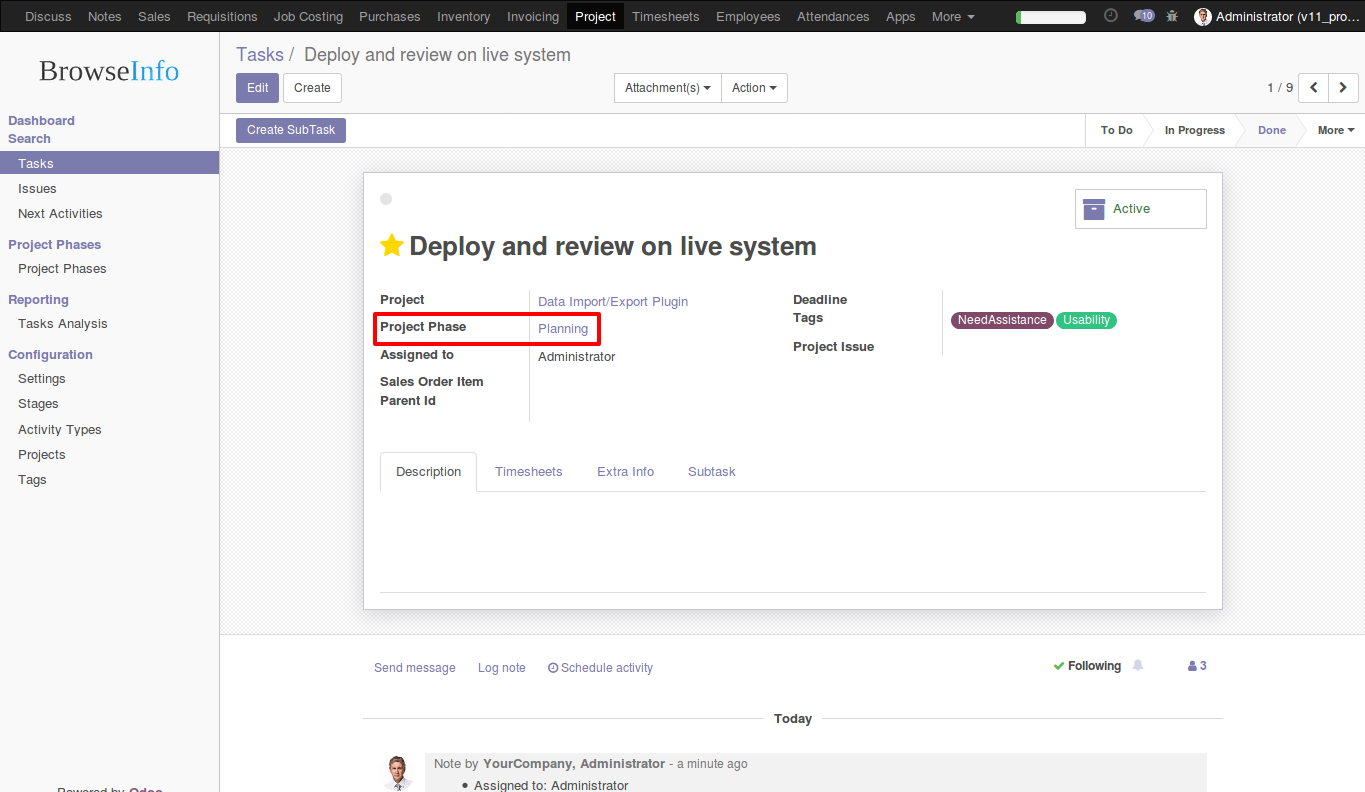 Discuss Notes Sales Requisitions Job Costing Purchases Inventory Invoicing Project Timesheets Employees Attendances Apps More 10 Administrator (v11_pro...
BrowseInfo
Dashboard
Search
Tasks
Issues
Next Activities
Project Phases
Project Phases
Reporting
Tasks Analysis
Configuration
Settings
Stages
Activity Types
Projects
Tags
Powered by Odoo
Tasks / Deploy and review on live system
Edit Create Attachment(s) Action 1 / 9
Create SubTask To Do In Progress Done More
Active
Deploy and review on live system
Project Data Import/Export Plugin
Project Phase Planning
Assigned to Administrator
Sales Order Item
Parent Id
Deadline
Tags NeedAssistance Usability
Project Issue
Description Timesheets Extra Info Subtask
Send message Log note Schedule activity Following 3
Today
Note by YourCompany, Administrator - a minute ago
• Assigned to: Administrator